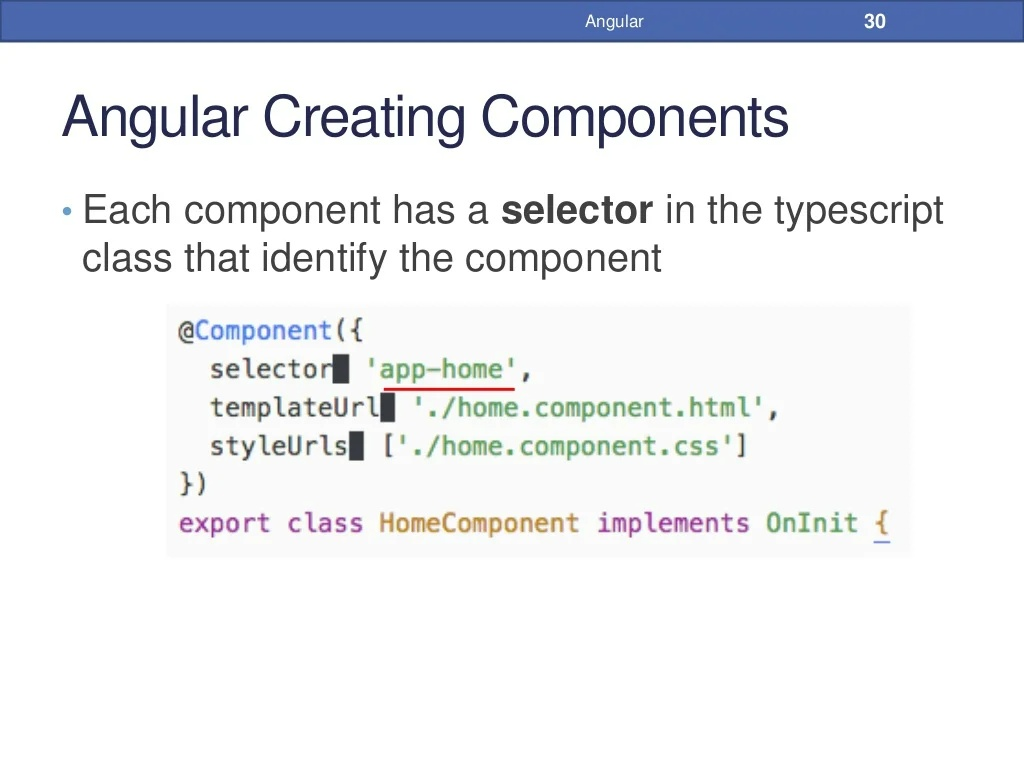 Angular 30
Angular Creating Components
• Each component has a selector in the typescript
class that identify the component
@Component({
selector█ 'app-home',
templateUrl█ './home.component.html',
styleUrls█ ['./home.component.css']
})
export class HomeComponent implements OnInit {